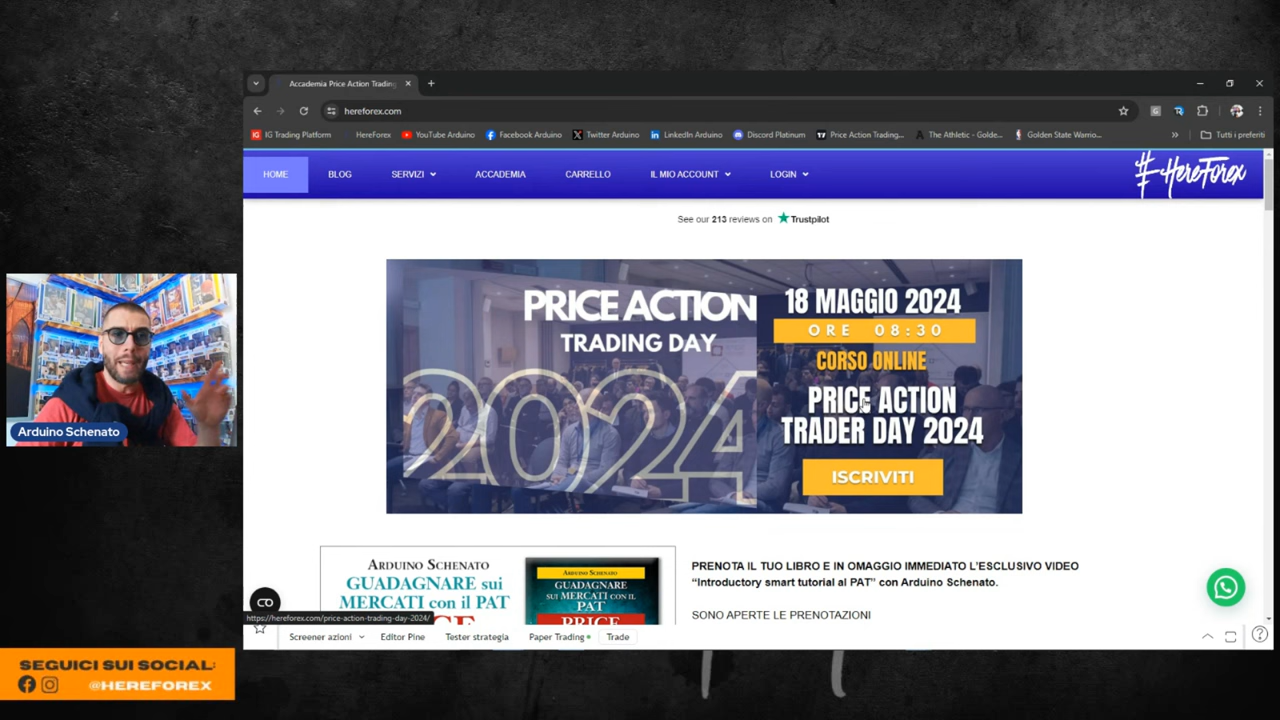 Accademia Price Action Trading
hereforex.com
IG Trading Platform
HereForex
YouTube Arduino
Facebook Arduino
Twitter Arduino
LinkedIn Arduino
Discord Platinum
Price Action Trading...
The Athletic - Golde...
Golden State Warrio...
Tutti i preferiti
HOME
BLOG
SERVIZI
ACCADEMIA
CARRELLO
IL MIO ACCOUNT
LOGIN
#HereForex
See our 213 reviews on Trustpilot
PRICE ACTION
TRADING DAY
2024
18 MAGGIO 2024
ORE 08:30
CORSO ONLINE
PRICE ACTION
TRADER DAY 2024
ISCRIVITI
Arduino Schenato
ARDUINO SCHENATO
GUADAGNARE sui
MERCATI con il PAT
ARDUINO SCHENATO
GUADAGNARE
SUI MERCATI CON IL
PAT
PRICE
PRENOTA IL TUO LIBRO E IN OMAGGIO IMMEDIATO L'ESCLUSIVO VIDEO
“Introductory smart tutorial al PAT” con Arduino Schenato.
SONO APERTE LE PRENOTAZIONI
https://hereforex.com/price-action-trading-day-2024/
Screener azioni
Editor Pine
Tester strategia
Paper Trading
Trade
SEGUICI SUI SOCIAL:
@HEREFOREX